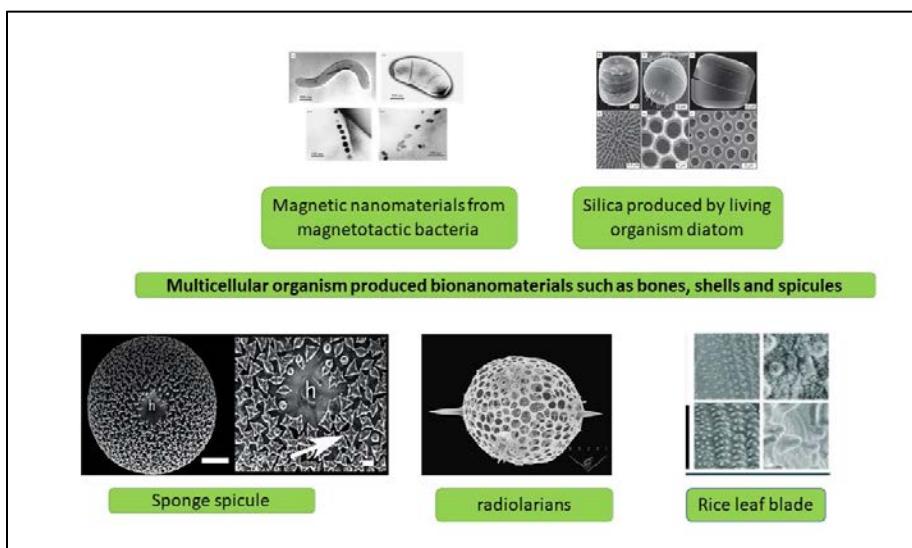 Magnetic nanomaterials from
magnetotactic bacteria
Silica produced by living
organism diatom
Multicellular organism produced bionanomaterials such as bones, shells and spicules
h
h
Sponge spicule
radiolarians
Rice leaf blade